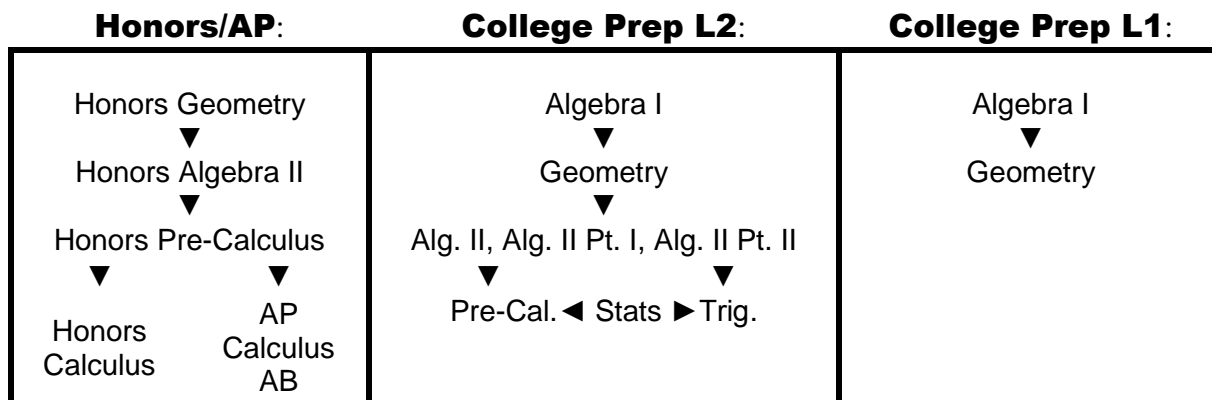 Honors/AP:
Honors Geometry
▼
Honors Algebra II
▼
Honors Pre-Calculus
▼ ▼
Honors
Calculus
AP
Calculus
AB
College Prep L2:
Algebra I
▼
Geometry
▼
Alg. II, Alg. II Pt. I, Alg. II Pt. II
▼ ▼
Pre-Cal.◄ Stats ►Trig.
College Prep L1:
Algebra I
▼
Geometry